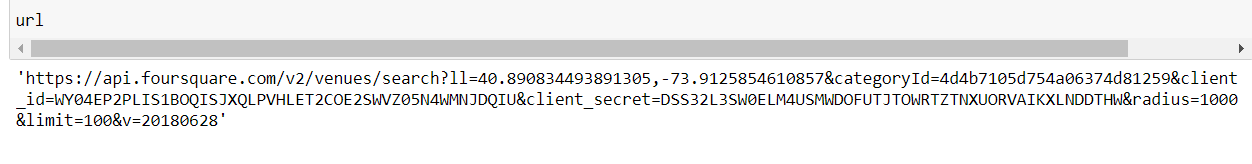 url
'https://api.foursquare.com/v2/venues/search?ll=40.890834493891305,-73.9125854610857&categoryId=4d4b7105d754a06374d81259&client
_id=WY04EP2PLIS1BOQISJXQLPVHLET2COE2SWVZ05N4WMNJDQIU&client_secret=DSS32L3SW0ELM4USMWDOFUTJTOWRTZTNXUORVAIKXLNDDTHW&radius=1000
&limit=100&v=20180628'